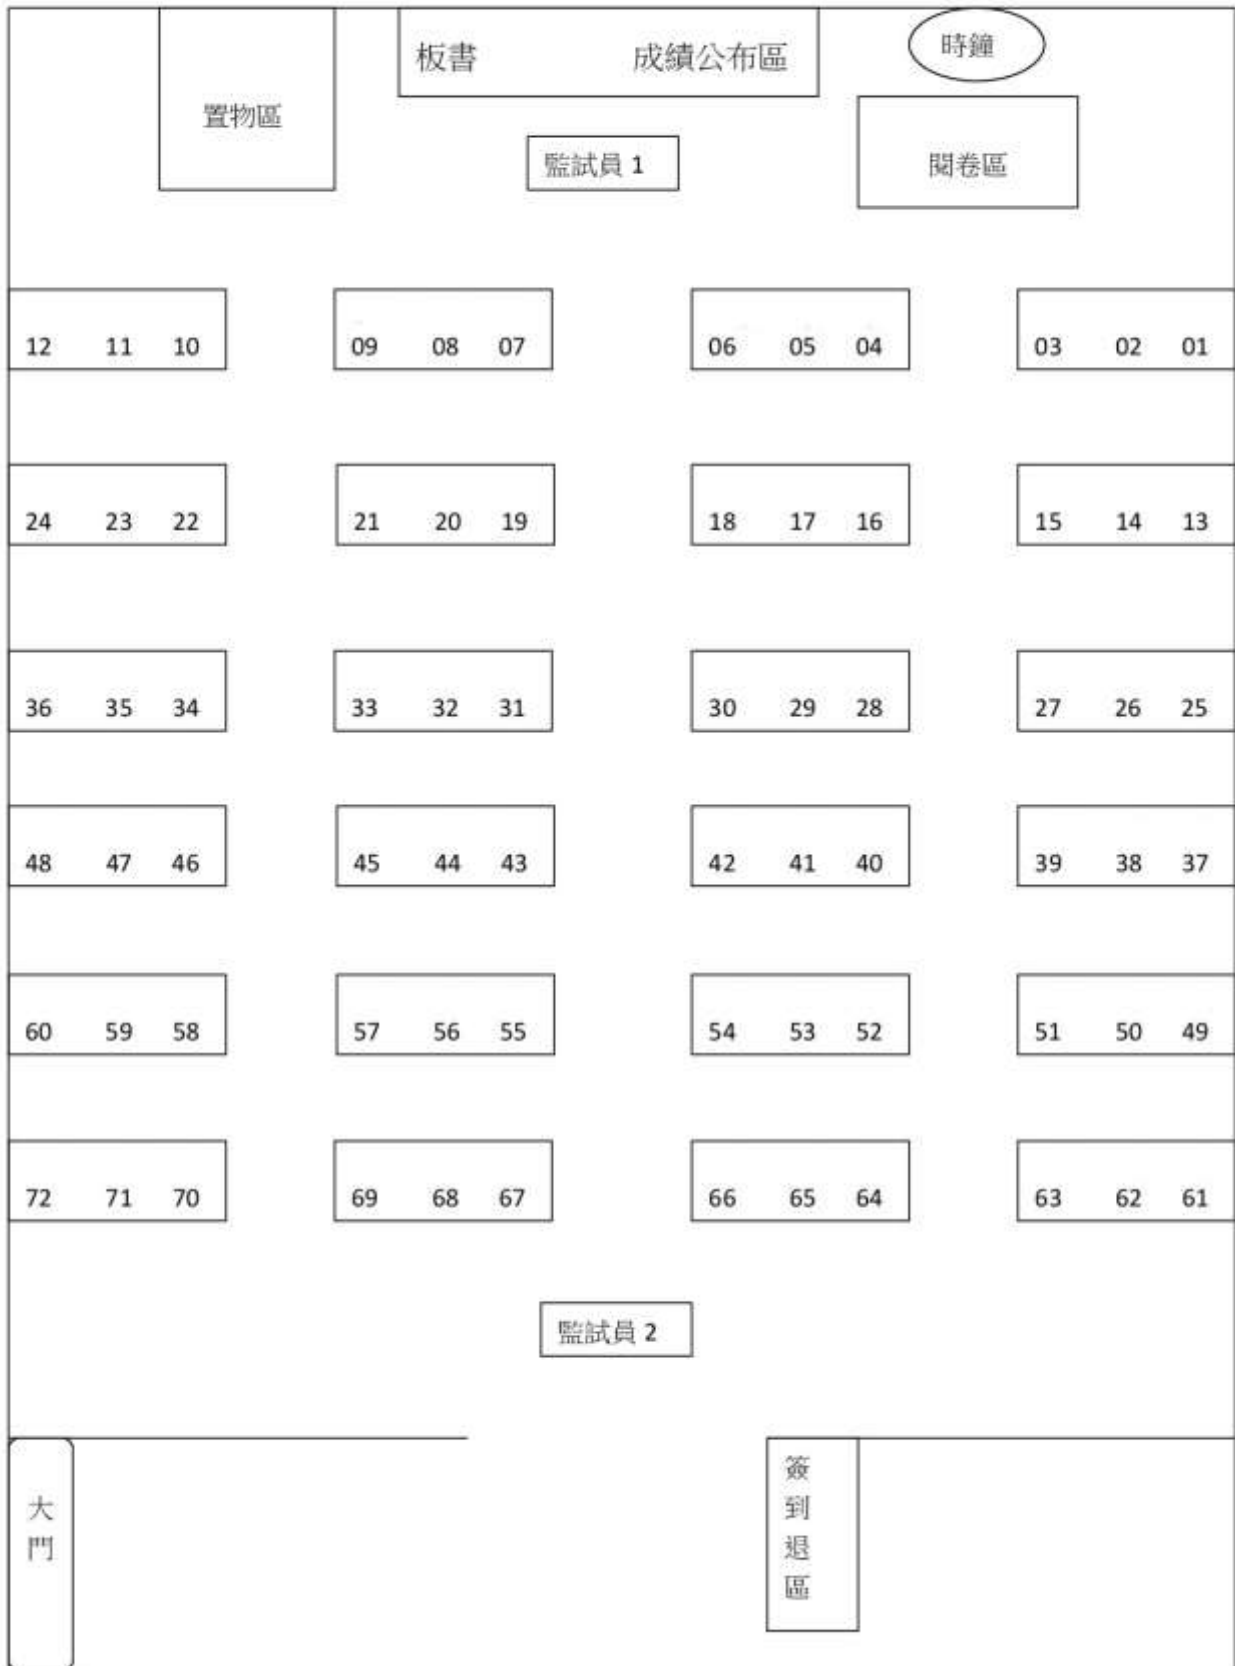 板書 成績公布區
時鐘
置物區
監試員 1
閱卷區
12 11 10 09 08 07 06 05 04 03 02 01
24 23 22 21 20 19 18 17 16 15 14 13
36 35 34 33 32 31 30 29 28 27 26 25
48 47 46 45 44 43 42 41 40 39 38 37
60 59 58 57 56 55 54 53 52 51 50 49
72 71 70 69 68 67 66 65 64 63 62 61
監試員 2
大門
簽到退區